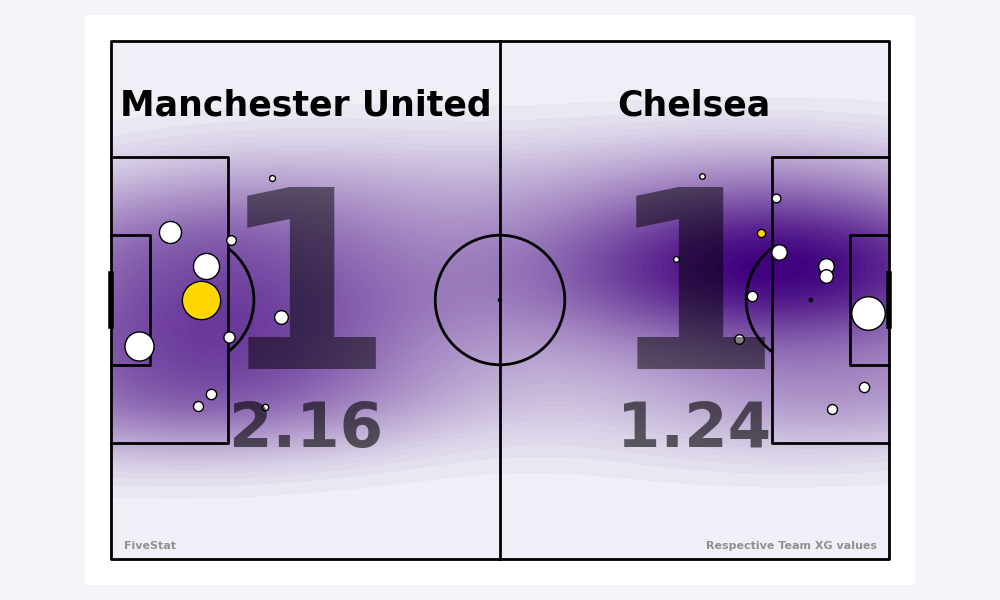 Manchester United
Chelsea
1
1
2.16
1.24
FiveStat
Respective Team XG values